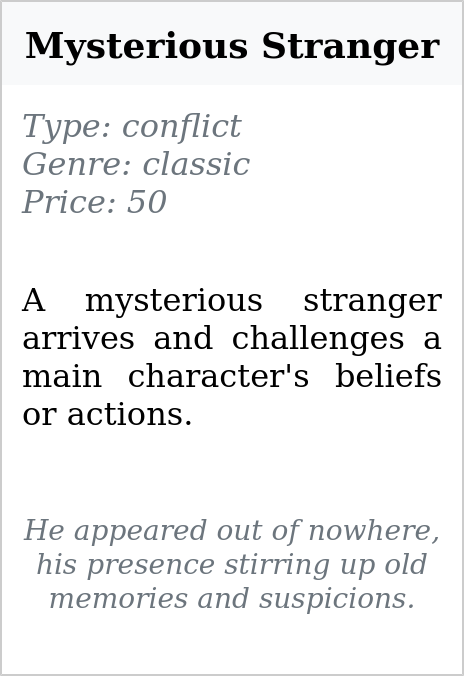 Mysterious Stranger
Type: conflict
Genre: classic
Price: 50
A mysterious stranger
arrives and challenges a
main character's beliefs
or actions.
He appeared out of nowhere,
his presence stirring up old
memories and suspicions.